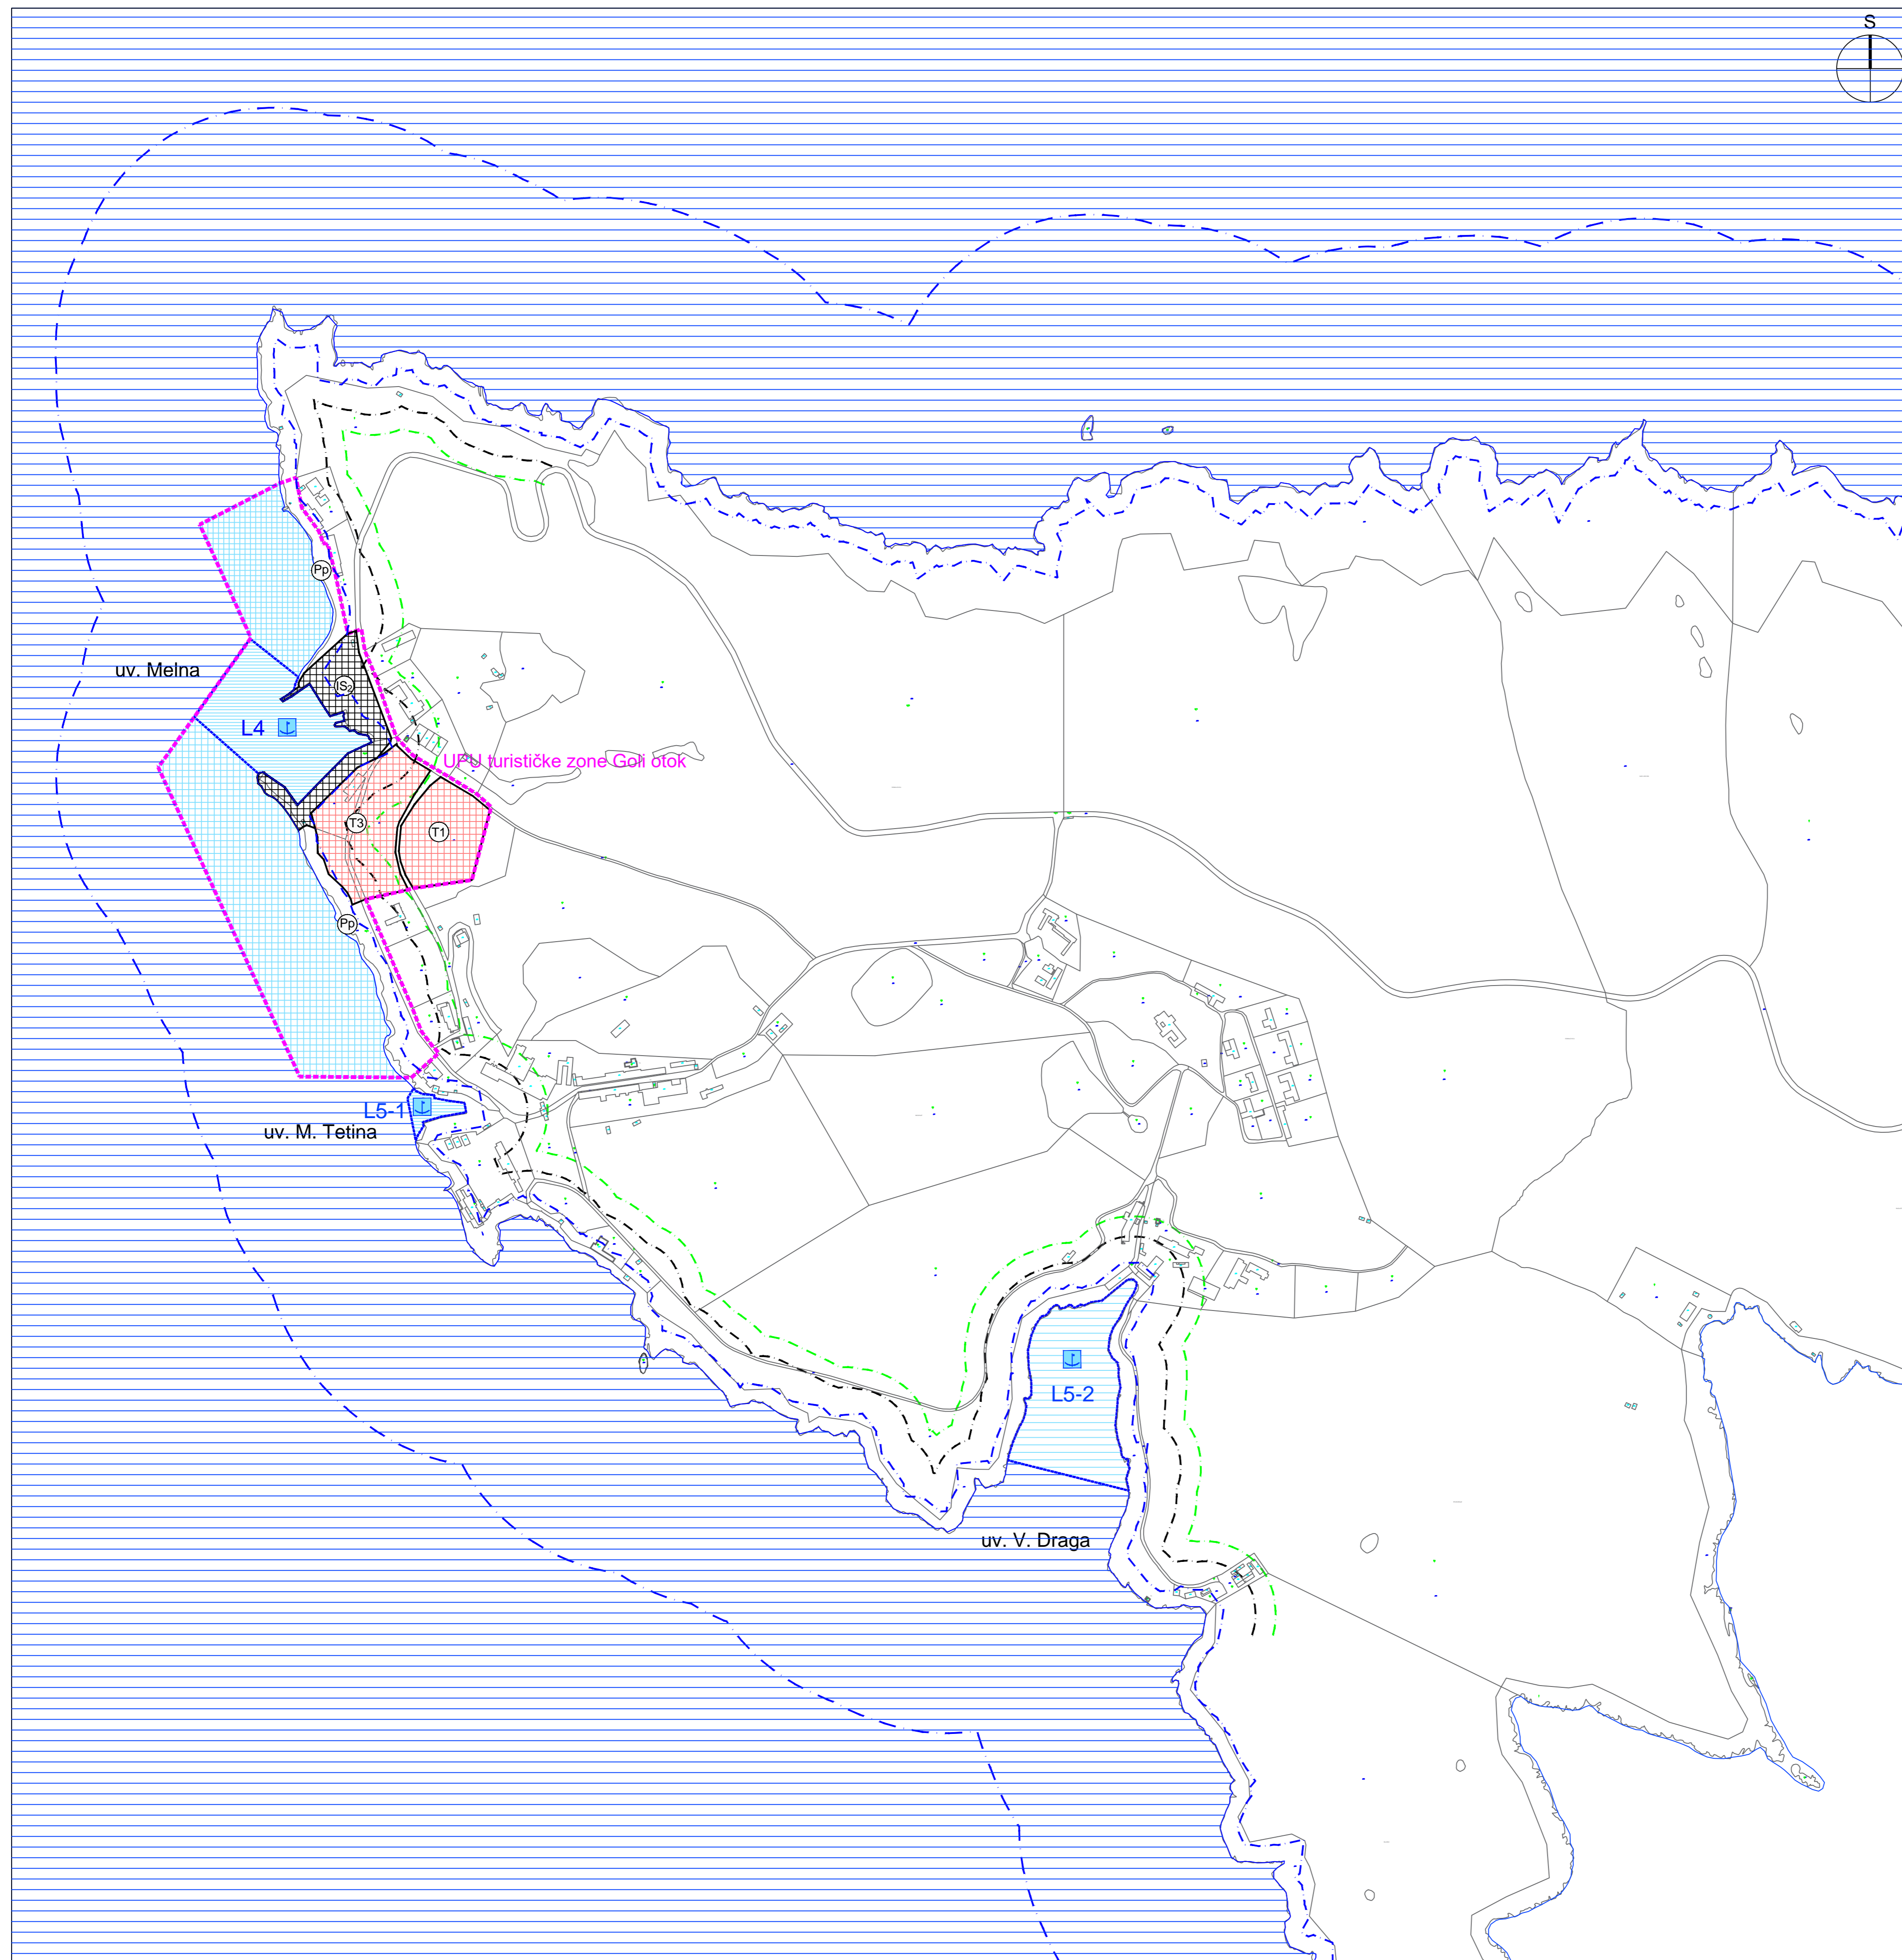 S
Pp
uv. Melna
IS₂
L4
UPU turističke zone Goli otok
T3
T1
Pp
L5-1
uv. M. Tetina
L5-2
uv. V. Draga